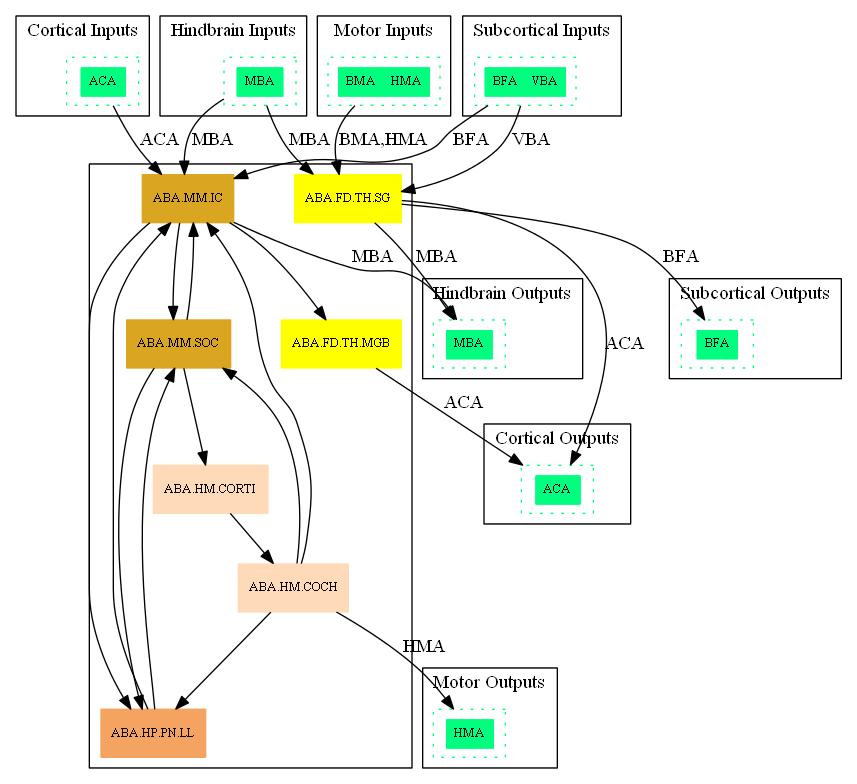 Cortical Inputs
Hindbrain Inputs
Motor Inputs
Subcortical Inputs
ACA
MBA
BMA HMA
BFA VBA
ACA
MBA
MBA
BMA,HMA
BFA
VBA
ABA.MM.IC
ABA.FD.TH.SG
MBA
MBA
BFA
Hindbrain Outputs
Subcortical Outputs
ABA.MM.SOC
ABA.FD.TH.MGB
MBA
ACA
BFA
ACA
Cortical Outputs
ABA.HM.CORTI
ACA
ABA.HM.COCH
HMA
Motor Outputs
ABA.HP.PN.LL
HMA